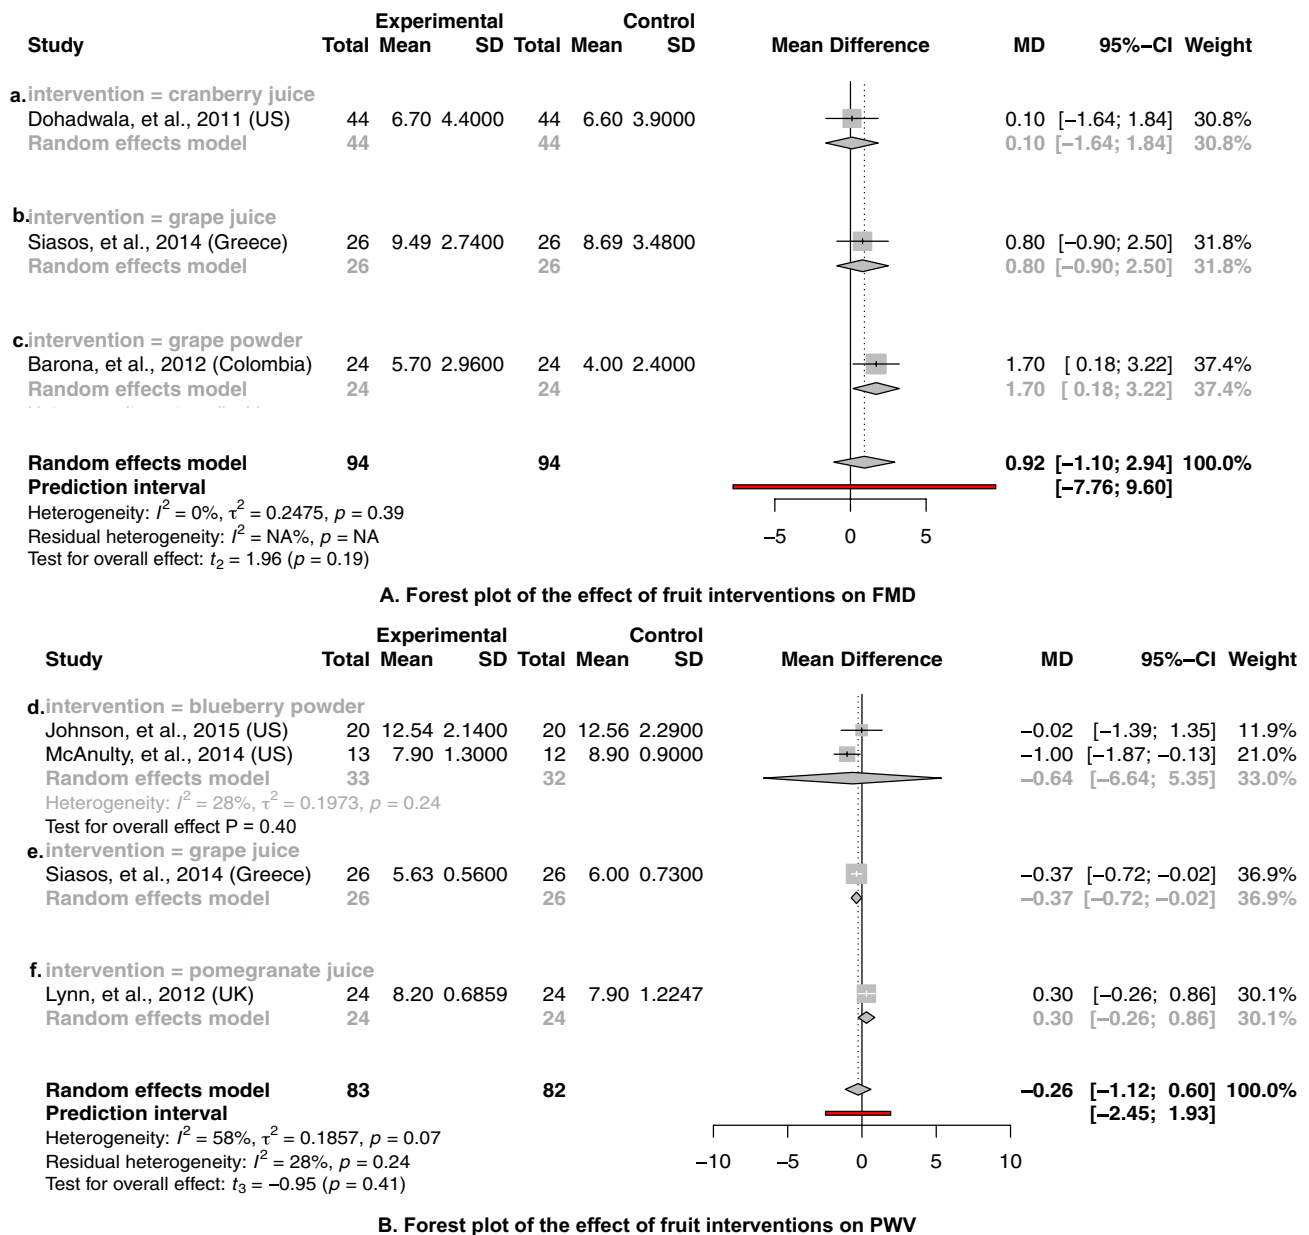 Experimental Control
Study Total Mean SD Total Mean SD Mean Difference MD 95%−CI Weight
a. intervention = cranberry juice
Dohadwala, et al., 2011 (US) 44 6.70 4.4000 44 6.60 3.9000 0.10 [−1.64; 1.84] 30.8%
Random effects model 44 44 0.10 [−1.64; 1.84] 30.8%
b. intervention = grape juice
Siasos, et al., 2014 (Greece) 26 9.49 2.7400 26 8.69 3.4800 0.80 [−0.90; 2.50] 31.8%
Random effects model 26 26 0.80 [−0.90; 2.50] 31.8%
c. intervention = grape powder
Barona, et al., 2012 (Colombia) 24 5.70 2.9600 24 4.00 2.4000 1.70 [ 0.18; 3.22] 37.4%
Random effects model 24 24 1.70 [ 0.18; 3.22] 37.4%
Random effects model 94 94 0.92 [−1.10; 2.94] 100.0%
Prediction interval [−7.76; 9.60]
Heterogeneity: I² = 0%, τ² = 0.2475, p = 0.39
Residual heterogeneity: I² = NA%, p = NA −5 0 5
Test for overall effect: t₂ = 1.96 (p = 0.19)
A. Forest plot of the effect of fruit interventions on FMD
Experimental Control
Study Total Mean SD Total Mean SD Mean Difference MD 95%−CI Weight
d. intervention = blueberry powder
Johnson, et al., 2015 (US) 20 12.54 2.1400 20 12.56 2.2900 −0.02 [−1.39; 1.35] 11.9%
McAnulty, et al., 2014 (US) 13 7.90 1.3000 12 8.90 0.9000 −1.00 [−1.87; −0.13] 21.0%
Random effects model 33 32 −0.64 [−6.64; 5.35] 33.0%
Heterogeneity: I² = 28%, τ² = 0.1973, p = 0.24
Test for overall effect P = 0.40
e. intervention = grape juice
Siasos, et al., 2014 (Greece) 26 5.63 0.5600 26 6.00 0.7300 −0.37 [−0.72; −0.02] 36.9%
Random effects model 26 26 −0.37 [−0.72; −0.02] 36.9%
f. intervention = pomegranate juice
Lynn, et al., 2012 (UK) 24 8.20 0.6859 24 7.90 1.2247 0.30 [−0.26; 0.86] 30.1%
Random effects model 24 24 0.30 [−0.26; 0.86] 30.1%
Random effects model 83 82 −0.26 [−1.12; 0.60] 100.0%
Prediction interval [−2.45; 1.93]
Heterogeneity: I² = 58%, τ² = 0.1857, p = 0.07
Residual heterogeneity: I² = 28%, p = 0.24 −10 −5 0 5 10
Test for overall effect: t₃ = −0.95 (p = 0.41)
B. Forest plot of the effect of fruit interventions on PWV